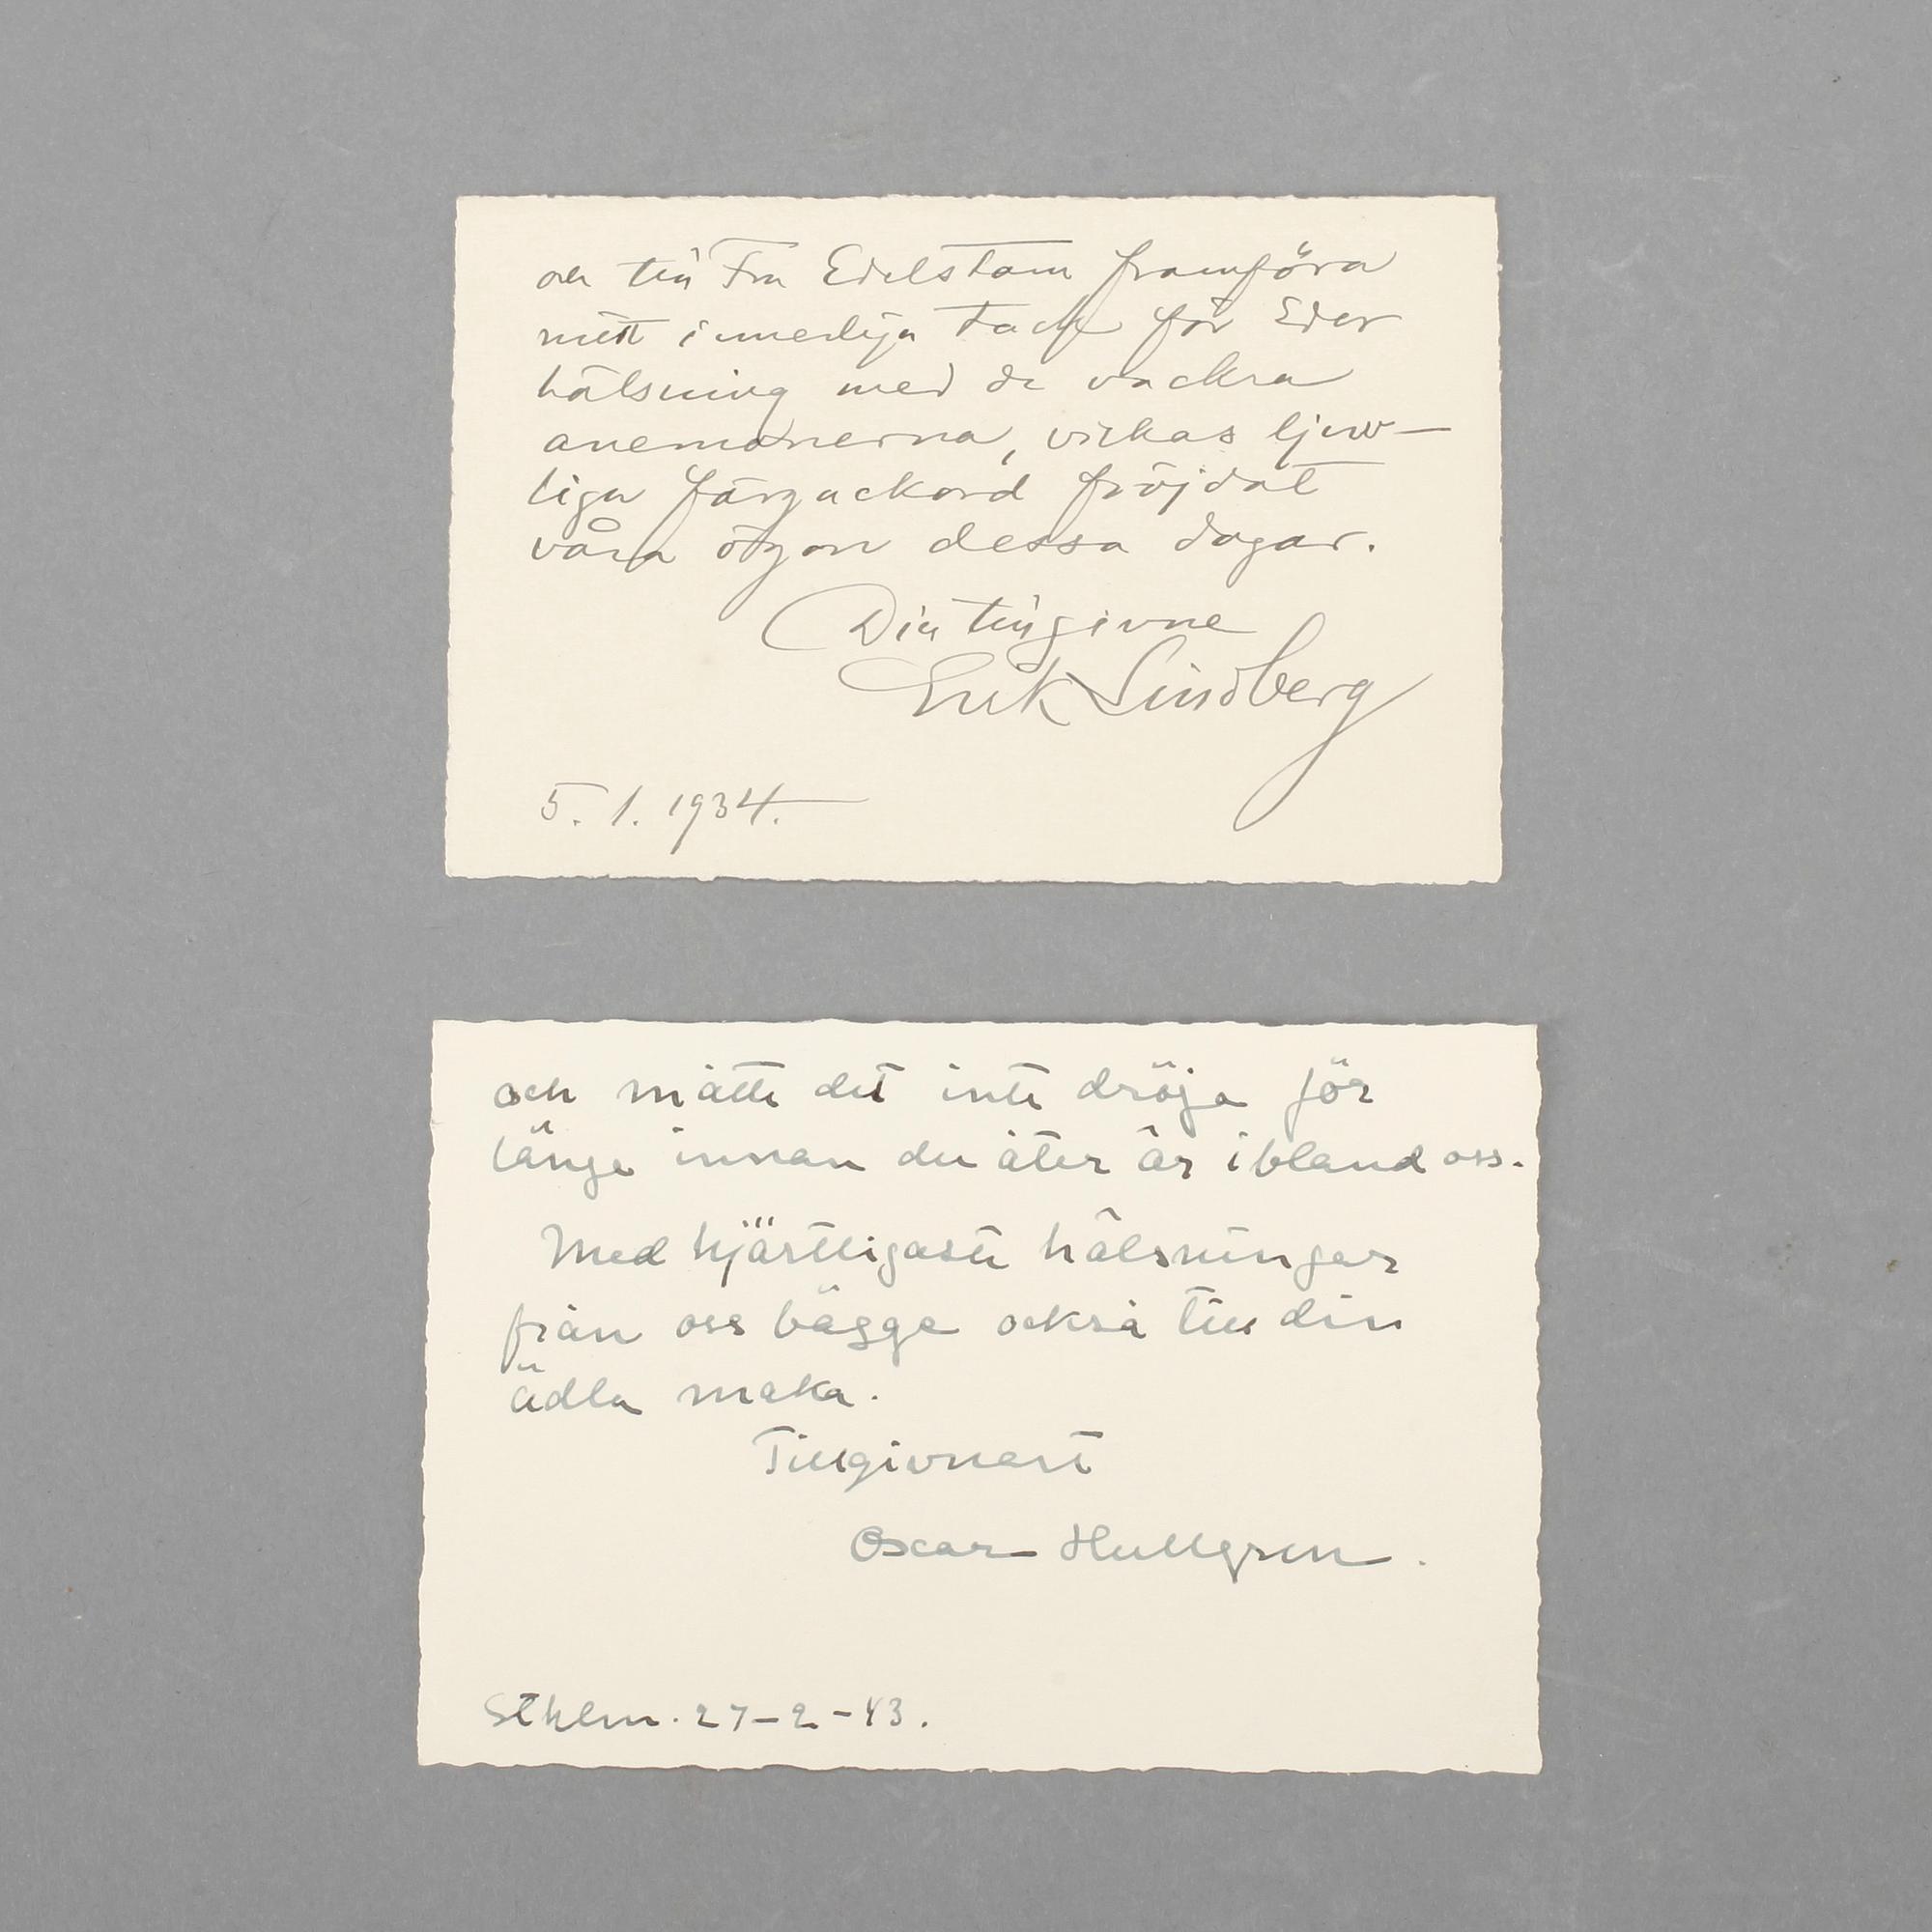 och till Fru Edelstam framföra
mitt innerliga tack för Eder
hälsning med de vackra
anemonerna, vilkas ljuv–
liga färgackord fröjdat
våra ögon dessa dagar.
Din tillgivne
Erik Lindberg
5.1.1934.
och måtte det inte dröja för
länge innan du åter är ibland oss.
Med hjärtligaste hälsningar
från oss bägge också till din
ädla maka.
Tillgivnast
Oscar Hullgren.
Sthlm. 27–2–43.